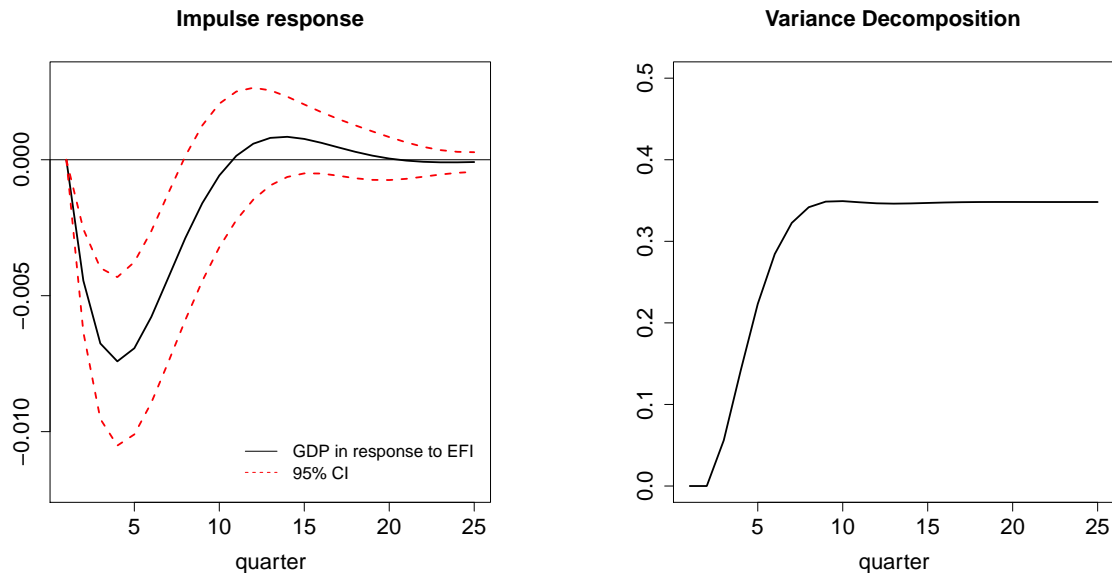 Impulse response
0.000
−0.005
−0.010
GDP in response to EFI
95% CI
5 10 15 20 25
quarter
Variance Decomposition
0.5
0.4
0.3
0.2
0.1
0.0
5 10 15 20 25
quarter